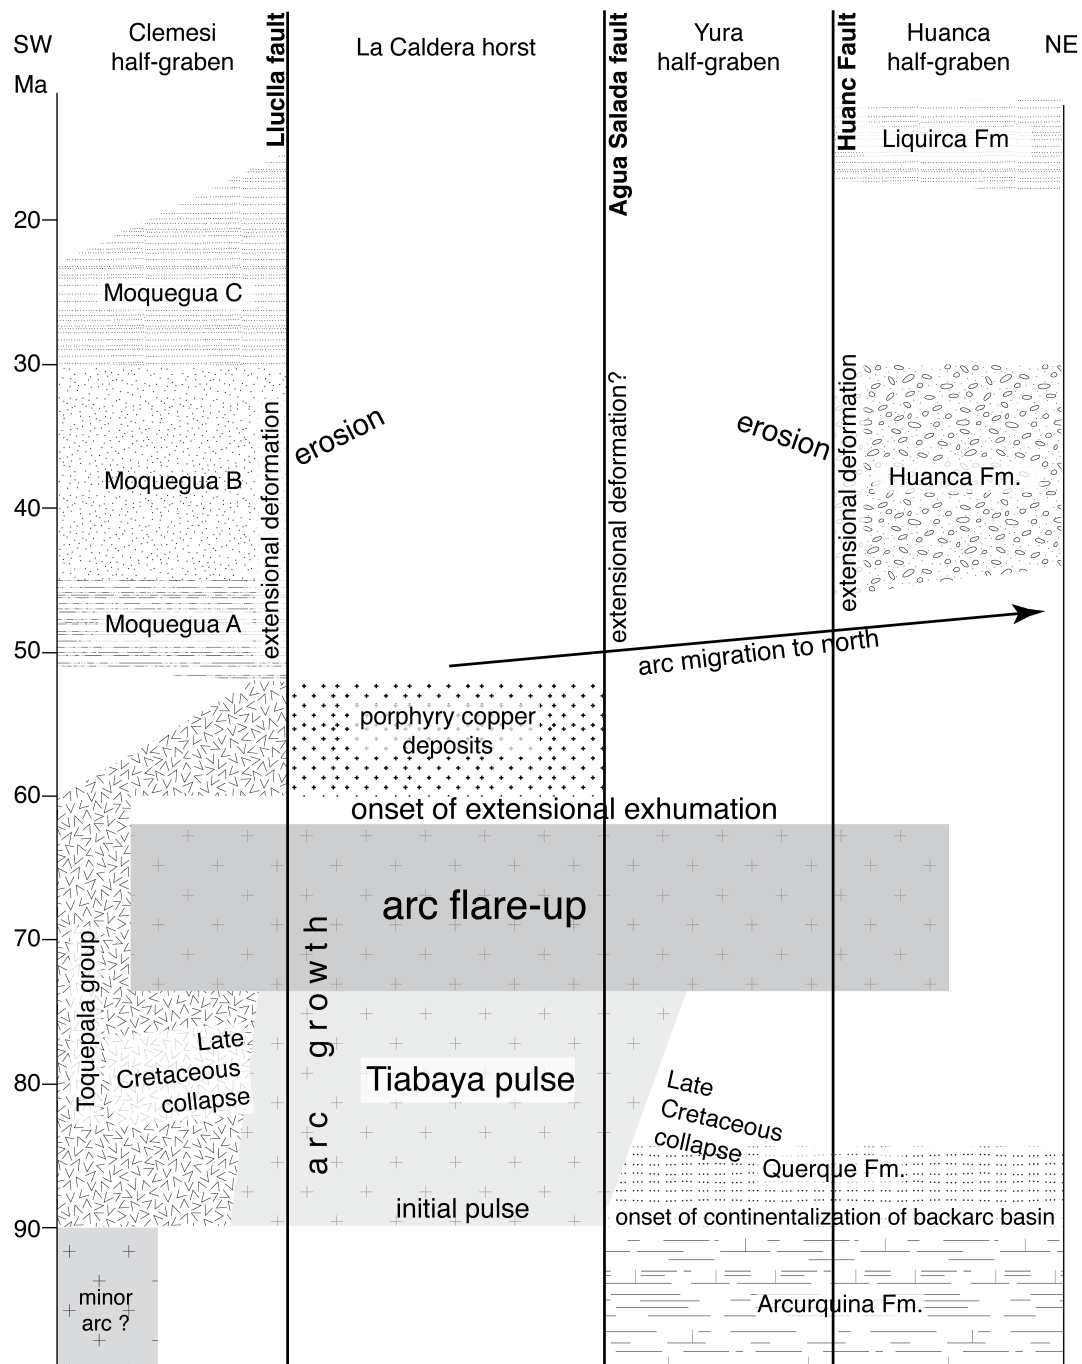 SW
Clemesi
half-graben
Lluclla fault
La Caldera horst
Agua Salada fault
Yura
half-graben
Huanc Fault
Huanca
half-graben
NE
Ma
Liquirca Fm
20
Moquegua C
30
erosion
extensional deformation
extensional deformation?
erosion
extensional deformation
Moquegua B
Huanca Fm.
40
Moquegua A
50
arc migration to north
porphyry copper
deposits
60
onset of extensional exhumation
arc flare-up
70
Toquepala group
arc growth
Late
Cretaceous
collapse
Tiabaya pulse
80
Late
Cretaceous
collapse
Querque Fm.
initial pulse
onset of continentalization of backarc basin
90
minor
arc ?
Arcurquina Fm.